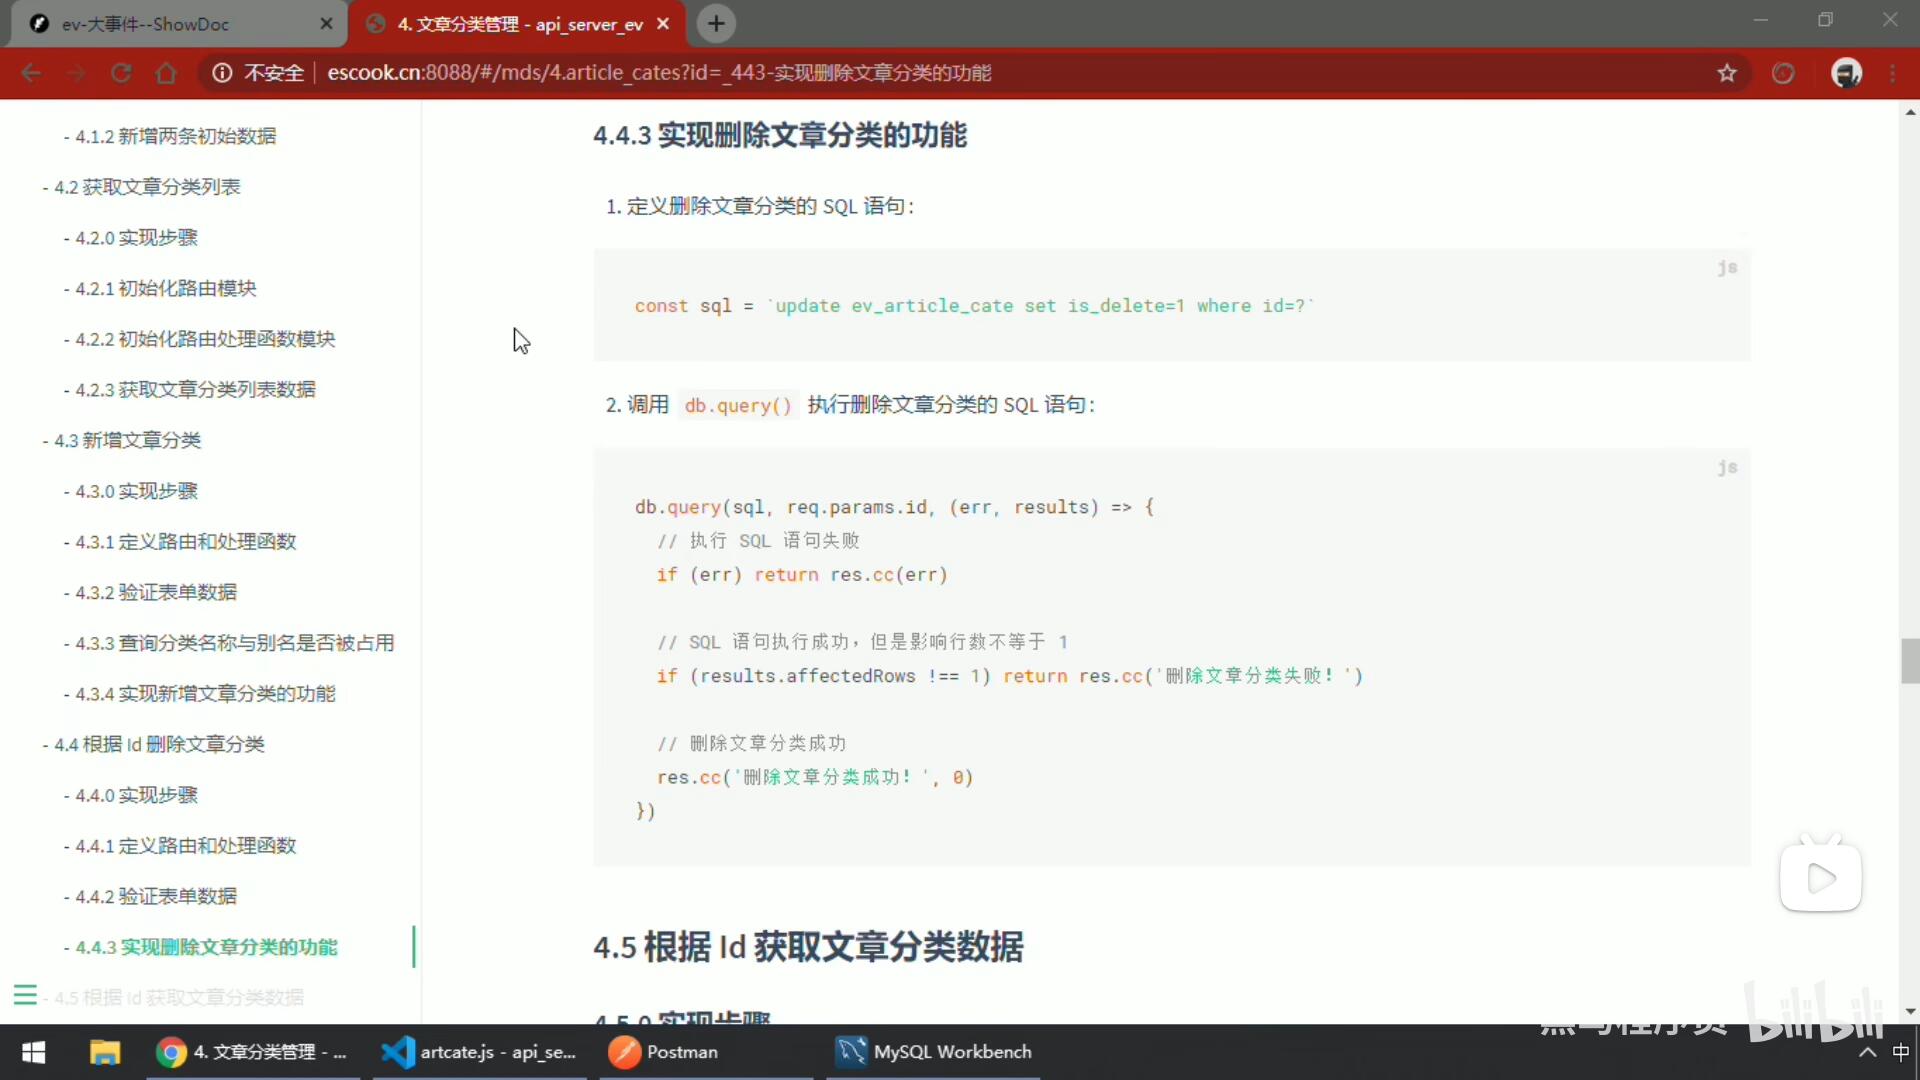 ev-大事件--ShowDoc
4. 文章分类管理 - api_server_ev
不安全
escook.cn:8088/#/mds/4.article_cates?id=_443-实现删除文章分类的功能
- 4.1.2 新增两条初始数据
- 4.2 获取文章分类列表
- 4.2.0 实现步骤
- 4.2.1 初始化路由模块
- 4.2.2 初始化路由处理函数模块
- 4.2.3 获取文章分类列表数据
- 4.3 新增文章分类
- 4.3.0 实现步骤
- 4.3.1 定义路由和处理函数
- 4.3.2 验证表单数据
- 4.3.3 查询分类名称与别名是否被占用
- 4.3.4 实现新增文章分类的功能
- 4.4 根据 Id 删除文章分类
- 4.4.0 实现步骤
- 4.4.1 定义路由和处理函数
- 4.4.2 验证表单数据
- 4.4.3 实现删除文章分类的功能
- 4.5 根据 Id 获取文章分类数据
4.4.3 实现删除文章分类的功能
1. 定义删除文章分类的 SQL 语句：
js
const sql = `update ev_article_cate set is_delete=1 where id=?`
2. 调用 db.query() 执行删除文章分类的 SQL 语句：
js
db.query(sql, req.params.id, (err, results) => {
// 执行 SQL 语句失败
if (err) return res.cc(err)
// SQL 语句执行成功，但是影响行数不等于 1
if (results.affectedRows !== 1) return res.cc('删除文章分类失败！')
// 删除文章分类成功
res.cc('删除文章分类成功！', 0)
})
4.5 根据 Id 获取文章分类数据
4.5.0 实现步骤
黑马程序员 bilibili
4. 文章分类管理 - ...
artcate.js - api_se...
Postman
MySQL Workbench
中